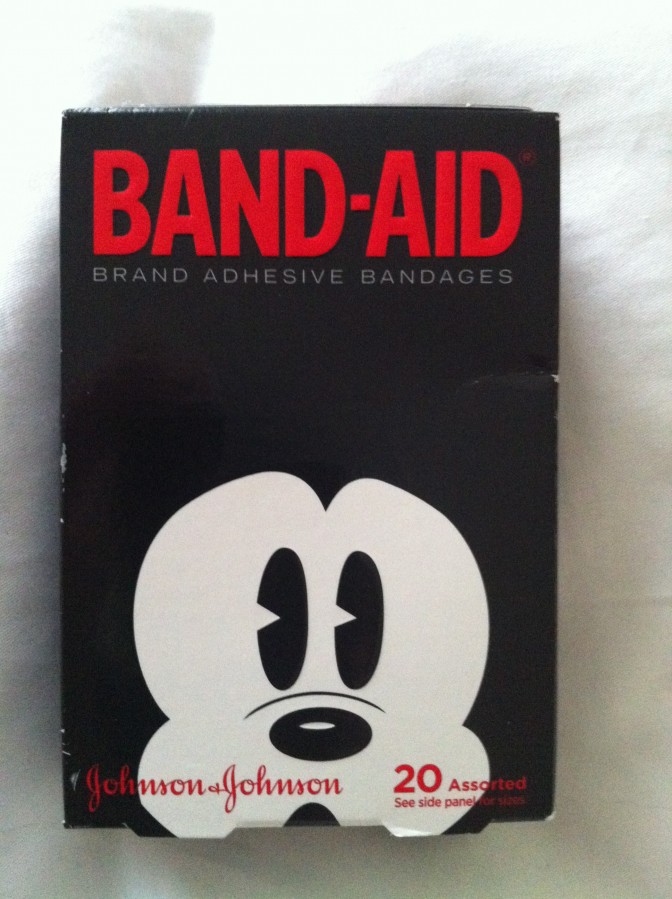 BAND-AID®
BRAND ADHESIVE BANDAGES
Johnson & Johnson
20 Assorted
See side panel for sizes